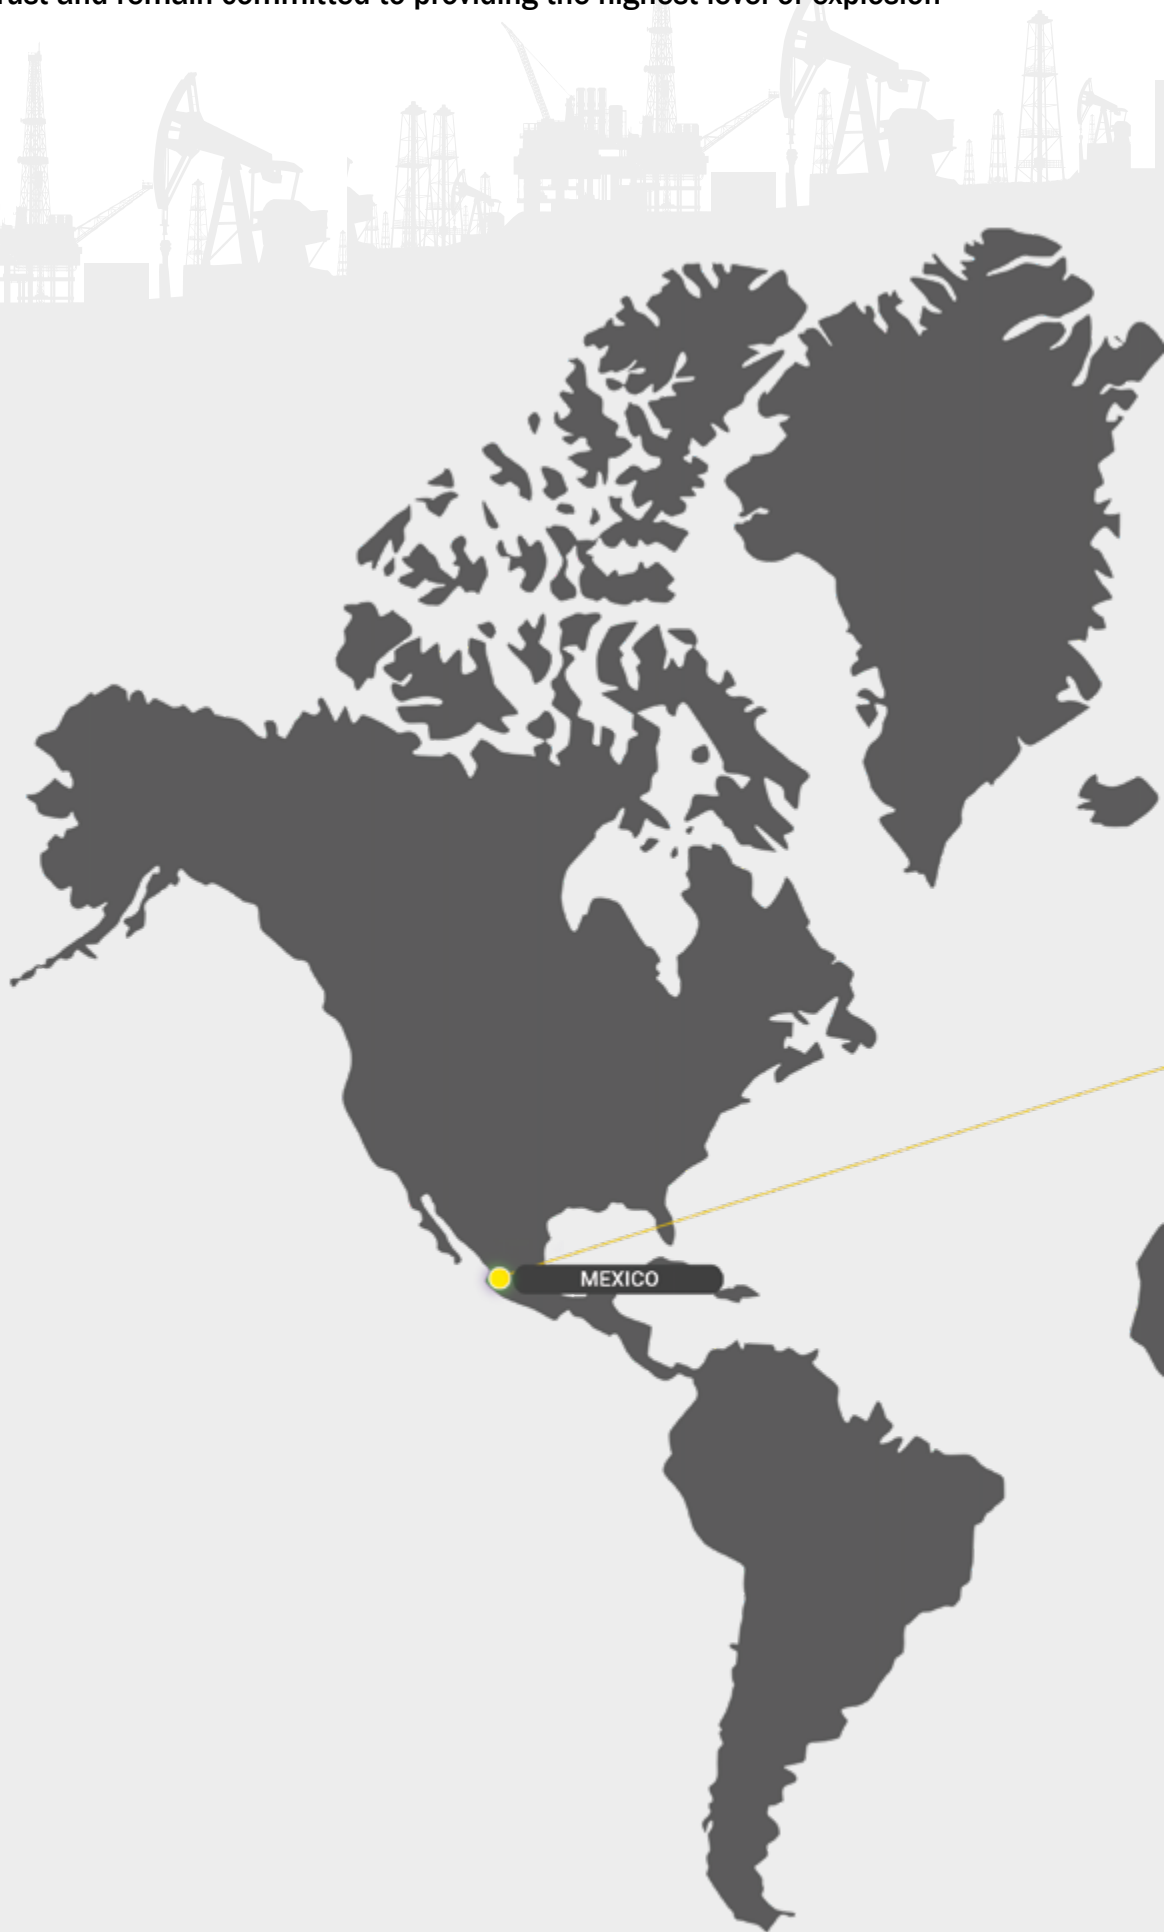 rust and remain committed to providing the highest level of explosion
MEXICO